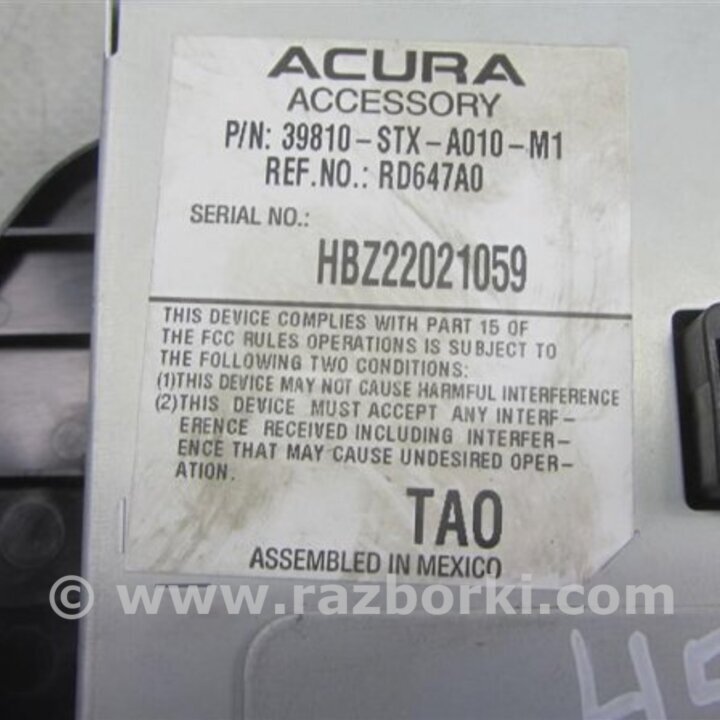 ACURA
ACCESSORY
P/N: 39810-STX-A010-M1
REF.NO.: RD647A0
SERIAL NO.:
HBZ22021059
THIS DEVICE COMPLIES WITH PART 15 OF
THE FCC RULES OPERATIONS IS SUBJECT TO
THE FOLLOWING TWO CONDITIONS:
(1)THIS DEVICE MAY NOT CAUSE HARMFUL INTERFERENCE
(2)THIS DEVICE MUST ACCEPT ANY INTERF-
ERENCE RECEIVED INCLUDING INTERFER-
ENCE THAT MAY CAUSE UNDESIRED OPER-
ATION.
TA0
ASSEMBLED IN MEXICO
© www.razborki.com